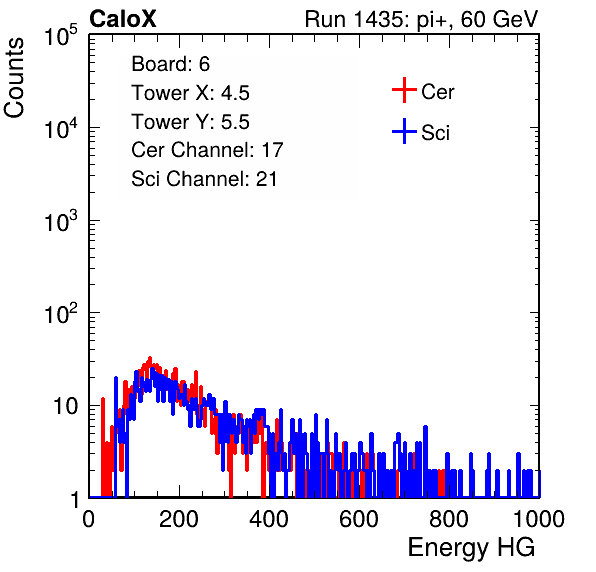 CaloX Run 1435: pi+, 60 GeV
Counts
Board: 6
Tower X: 4.5
Tower Y: 5.5
Cer Channel: 17
Sci Channel: 21
Cer
Sci
10^5
10^4
10^3
10^2
10
1
0 200 400 600 800 1000
Energy HG